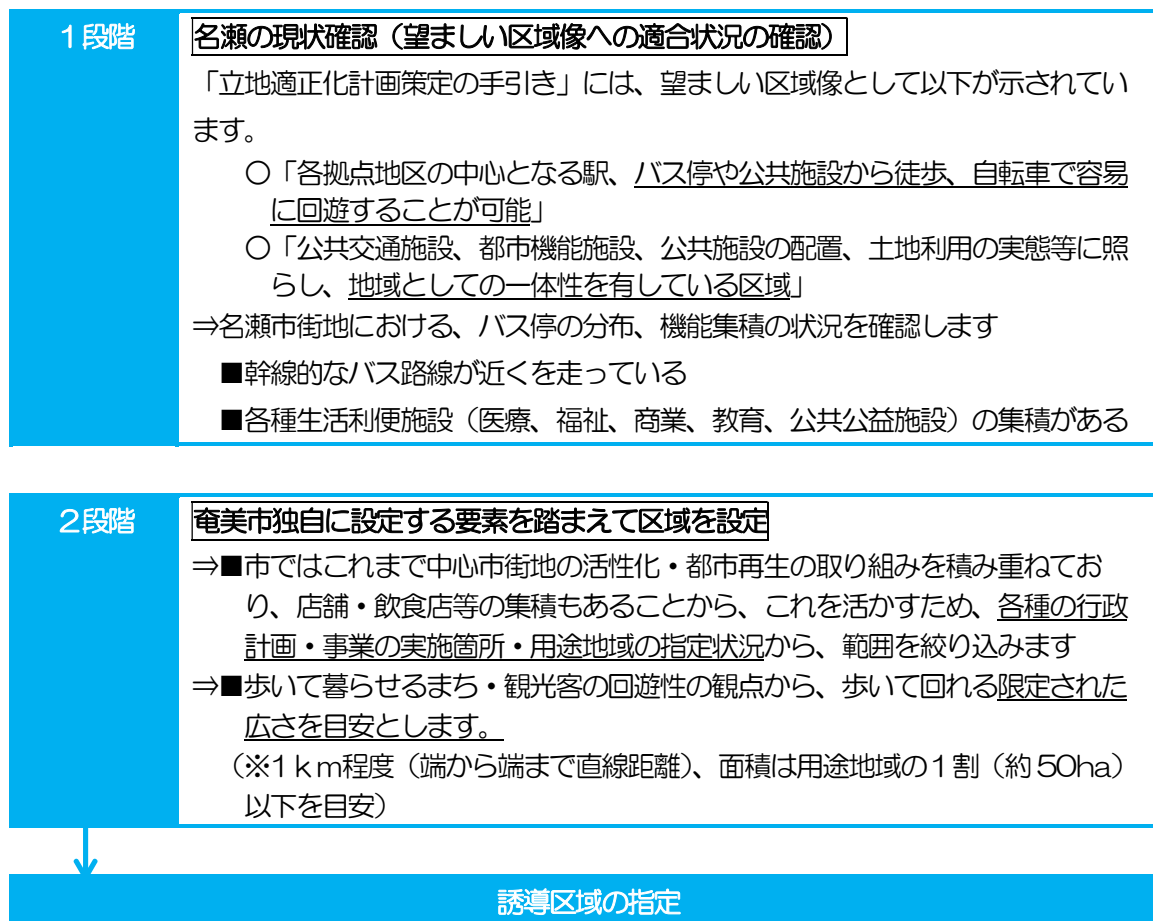 1段階
名瀬の現状確認（望ましい区域像への適合状況の確認）
「立地適正化計画策定の手引き」には、望ましい区域像として以下が示されてい
ます。
〇「各拠点地区の中心となる駅、バス停や公共施設から徒歩、自転車で容易
に回遊することが可能」
〇「公共交通施設、都市機能施設、公共施設の配置、土地利用の実態等に照
らし、地域としての一体性を有している区域」
⇒名瀬市街地における、バス停の分布、機能集積の状況を確認します
■幹線的なバス路線が近くを走っている
■各種生活利便施設（医療、福祉、商業、教育、公共公益施設）の集積がある
2段階
奄美市独自に設定する要素を踏まえて区域を設定
⇒■市ではこれまで中心市街地の活性化・都市再生の取り組みを積み重ねてお
り、店舗・飲食店等の集積もあることから、これを活かすため、各種の行政
計画・事業の実施箇所・用途地域の指定状況から、範囲を絞り込みます
⇒■歩いて暮らせるまち・観光客の回遊性の観点から、歩いて回れる限定された
広さを目安とします。
（※1ｋｍ程度（端から端まで直線距離）、面積は用途地域の1割（約50ha）
以下を目安）
誘導区域の指定